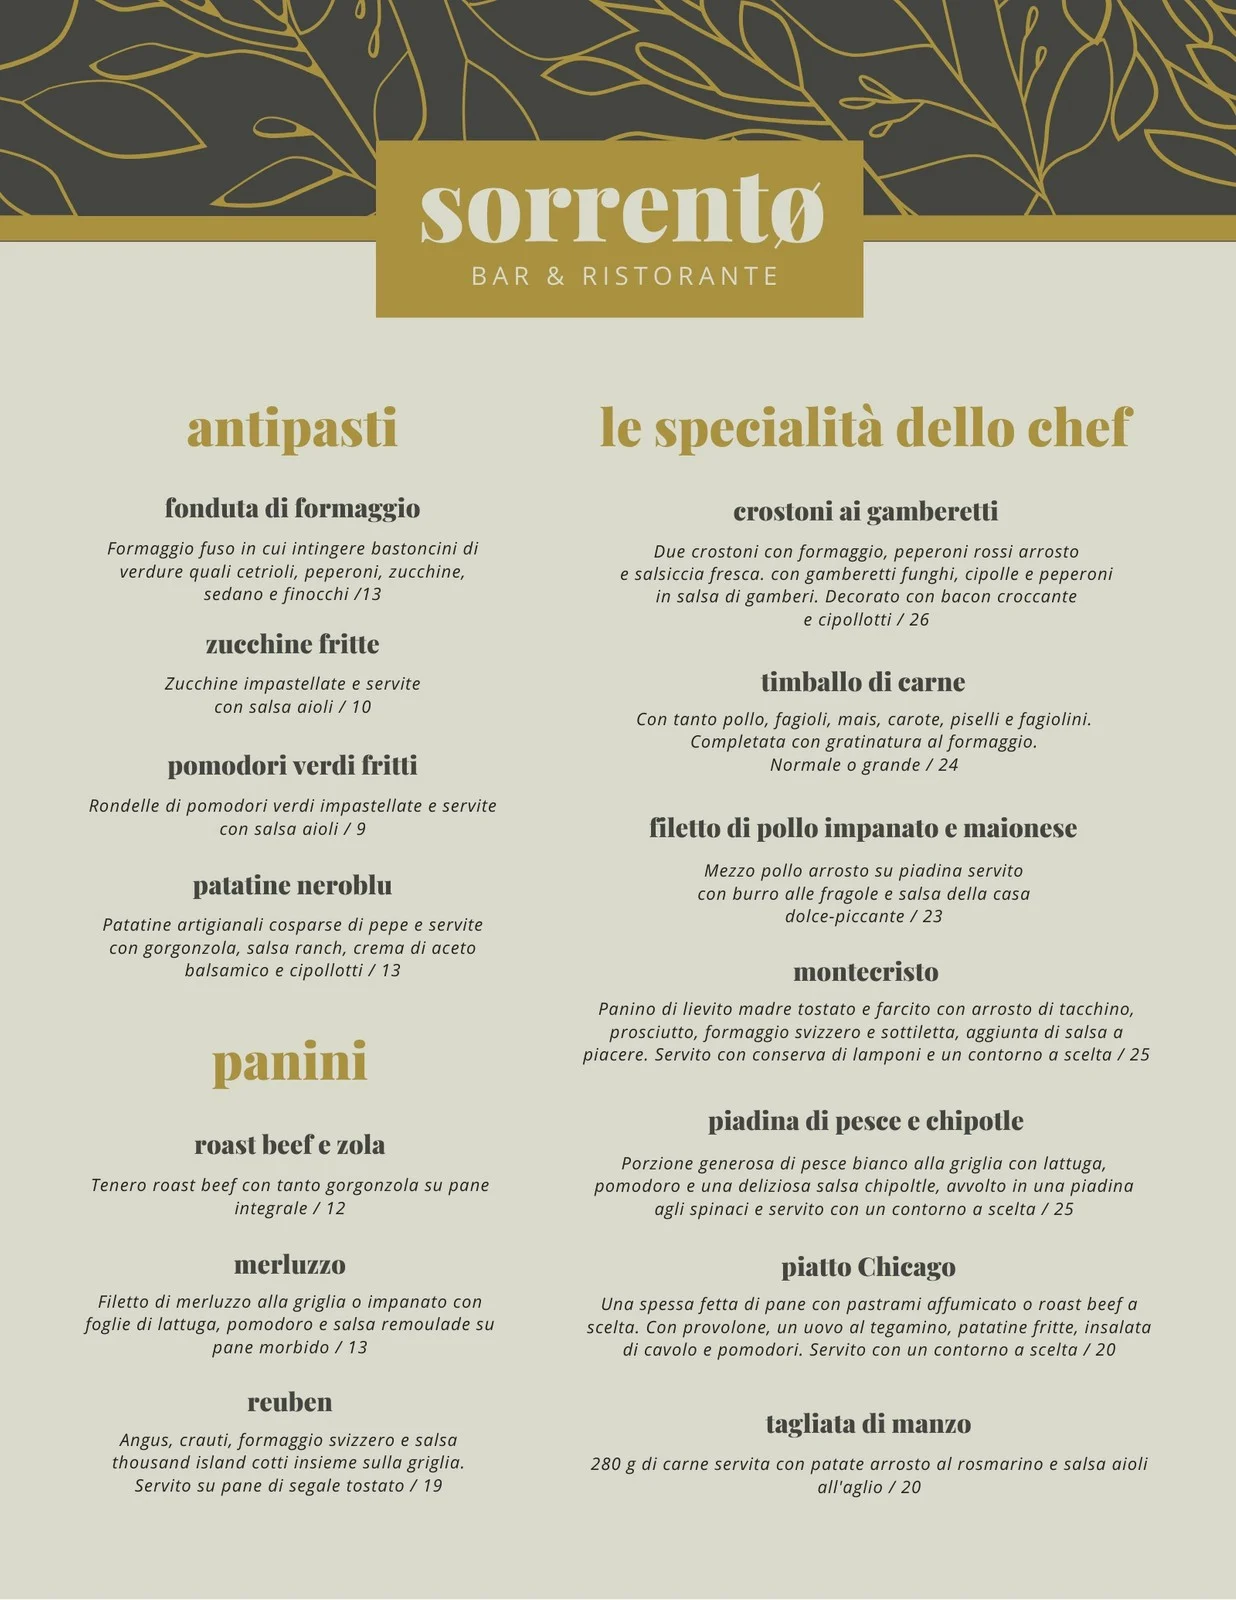 sorrentø
BAR & RISTORANTE
antipasti
fonduta di formaggio
Formaggio fuso in cui intingere bastoncini di
verdure quali cetrioli, peperoni, zucchine,
sedano e finocchi /13
zucchine fritte
Zucchine impastellate e servite
con salsa aioli / 10
pomodori verdi fritti
Rondelle di pomodori verdi impastellate e servite
con salsa aioli / 9
patatine neroblu
Patatine artigianali cosparse di pepe e servite
con gorgonzola, salsa ranch, crema di aceto
balsamico e cipollotti / 13
panini
roast beef e zola
Tenero roast beef con tanto gorgonzola su pane
integrale / 12
merluzzo
Filetto di merluzzo alla griglia o impanato con
foglie di lattuga, pomodoro e salsa remoulade su
pane morbido / 13
reuben
Angus, crauti, formaggio svizzero e salsa
thousand island cotti insieme sulla griglia.
Servito su pane di segale tostato / 19
le specialità dello chef
crostoni ai gamberetti
Due crostoni con formaggio, peperoni rossi arrosto
e salsiccia fresca. con gamberetti funghi, cipolle e peperoni
in salsa di gamberi. Decorato con bacon croccante
e cipollotti / 26
timballo di carne
Con tanto pollo, fagioli, mais, carote, piselli e fagiolini.
Completata con gratinatura al formaggio.
Normale o grande / 24
filetto di pollo impanato e maionese
Mezzo pollo arrosto su piadina servito
con burro alle fragole e salsa della casa
dolce-piccante / 23
montecristo
Panino di lievito madre tostato e farcito con arrosto di tacchino,
prosciutto, formaggio svizzero e sottiletta, aggiunta di salsa a
piacere. Servito con conserva di lamponi e un contorno a scelta / 25
piadina di pesce e chipotle
Porzione generosa di pesce bianco alla griglia con lattuga,
pomodoro e una deliziosa salsa chipoltle, avvolto in una piadina
agli spinaci e servito con un contorno a scelta / 25
piatto Chicago
Una spessa fetta di pane con pastrami affumicato o roast beef a
scelta. Con provolone, un uovo al tegamino, patatine fritte, insalata
di cavolo e pomodori. Servito con un contorno a scelta / 20
tagliata di manzo
280 g di carne servita con patate arrosto al rosmarino e salsa aioli
all'aglio / 20